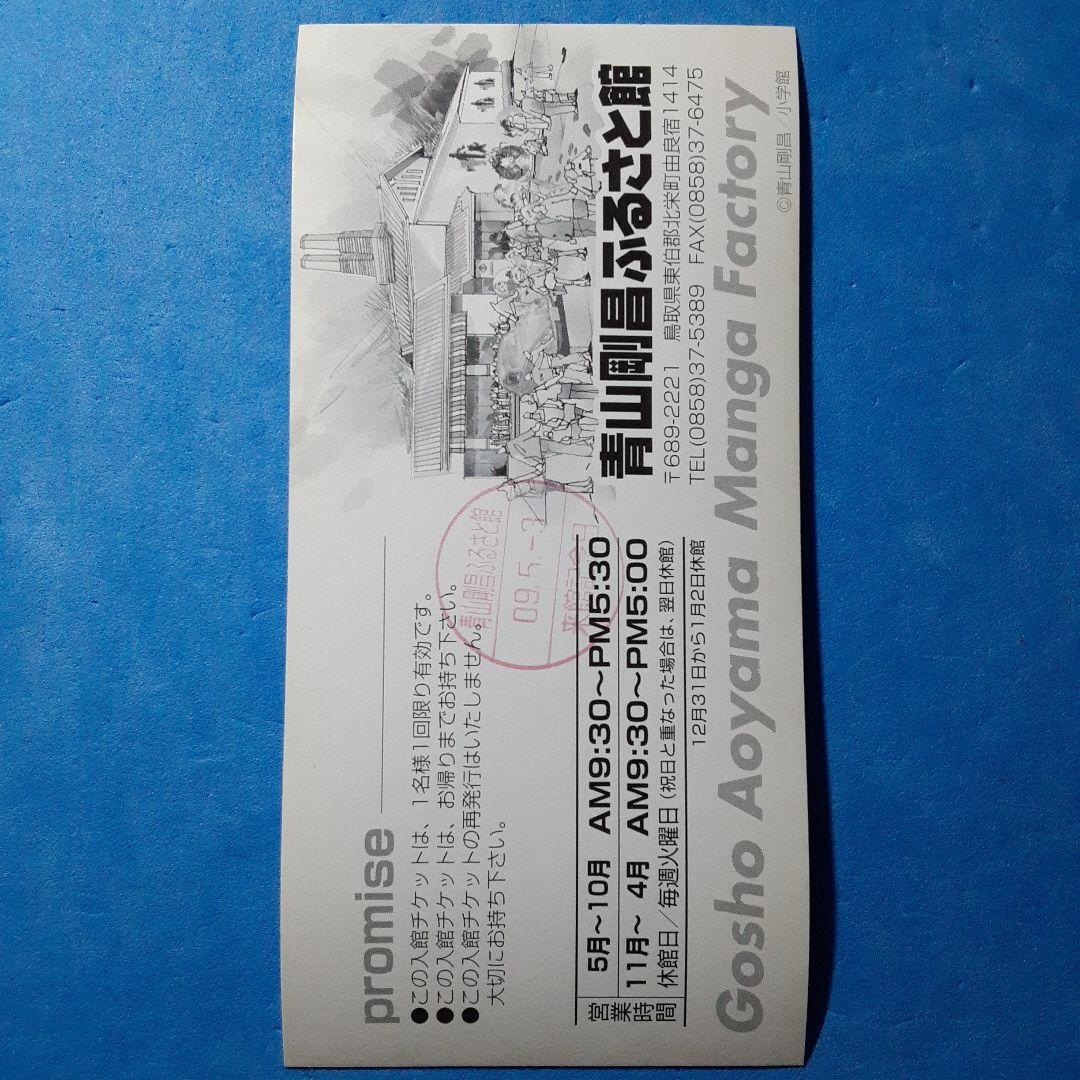 promise
●この入館チケットは、1名様1回限り有効です。
●この入館チケットは、お帰りまでお持ち下さい。
●この入館チケットの再発行はいたしません。
大切にお持ち下さい。
営業時間
5月～10月 AM9:30～PM5:30
11月～ 4月 AM9:30～PM5:00
休館日／毎週火曜日（祝日と重なった場合は、翌日休館）
12月31日から1月2日休館
青山剛昌ふるさと館
09.5.-3
来館記念
青山剛昌ふるさと館
〒689-2221 鳥取県東伯郡北栄町由良宿1414
TEL(0858)37-5389 FAX(0858)37-6475
Gosho Aoyama Manga Factory
©青山剛昌／小学館